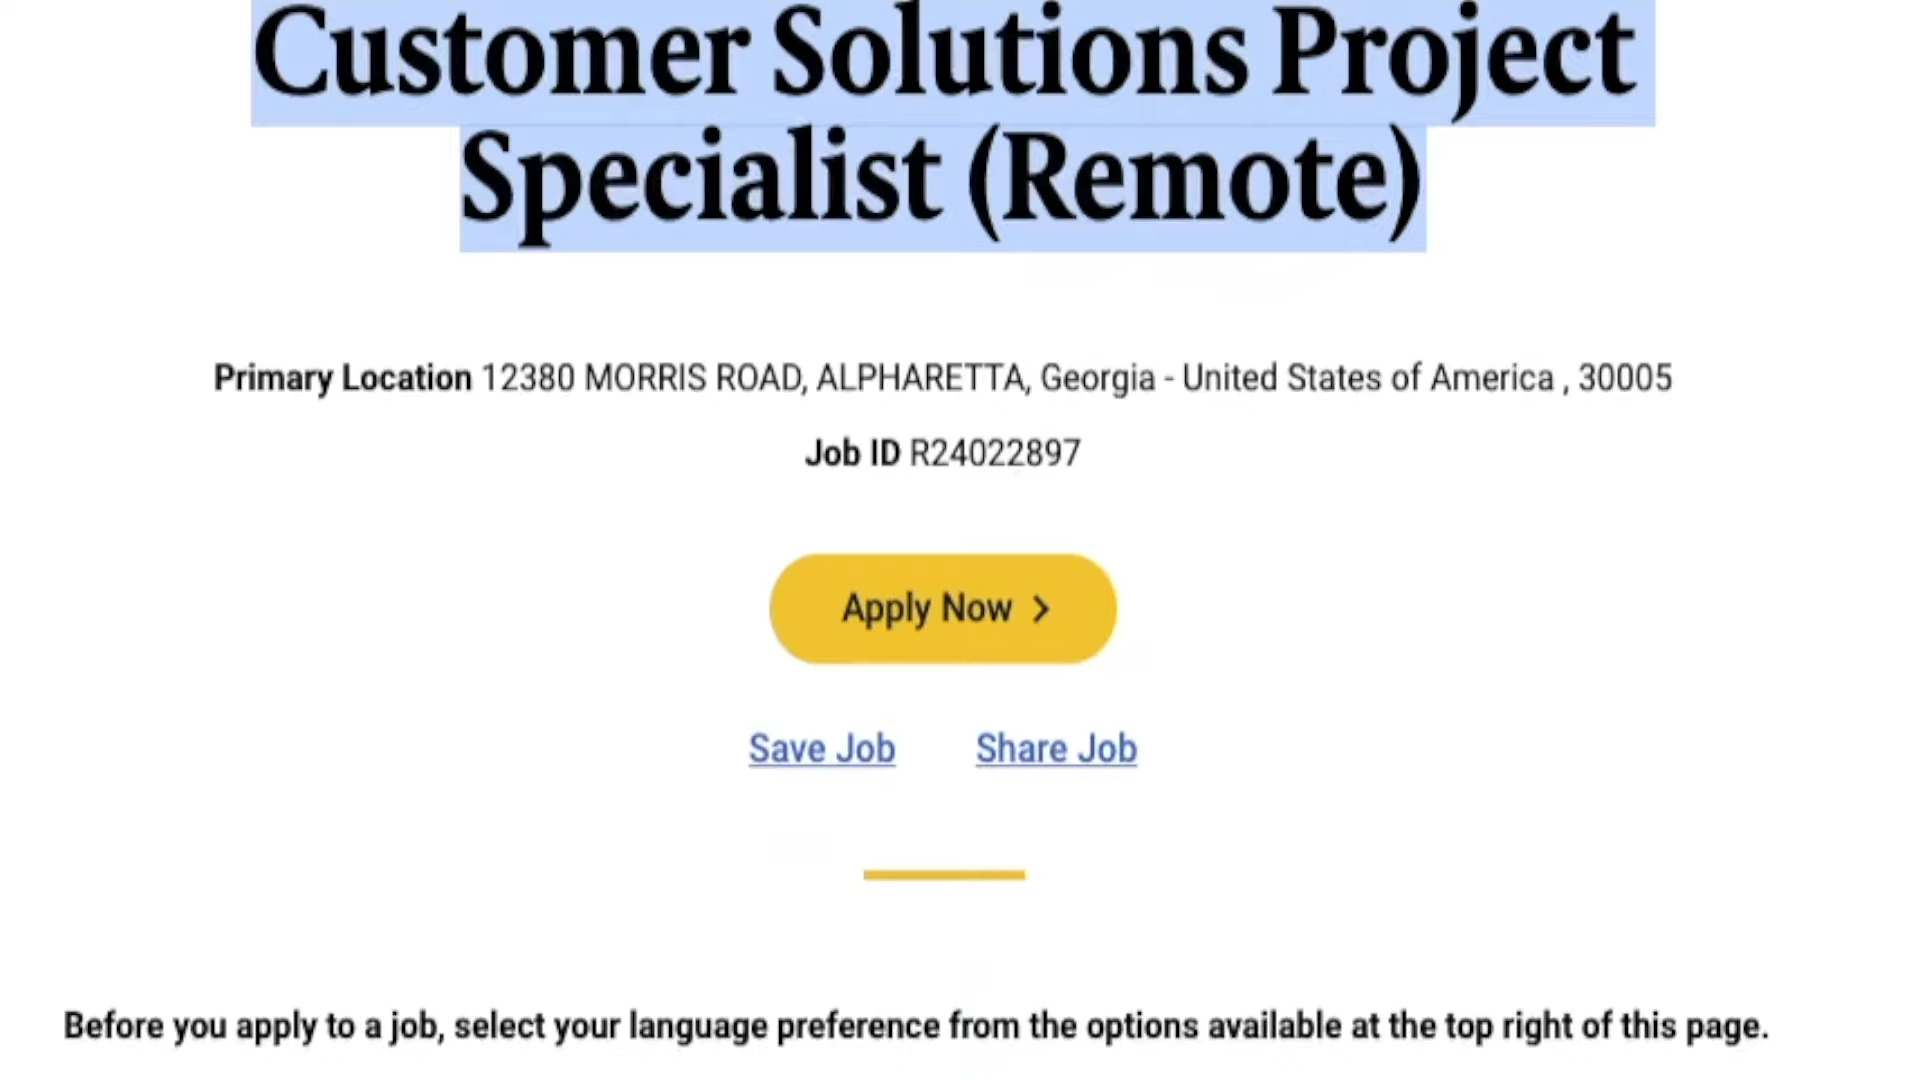 Customer Solutions Project
Specialist (Remote)
Primary Location 12380 MORRIS ROAD, ALPHARETTA, Georgia - United States of America , 30005
Job ID R24022897
Apply Now >
Save Job Share Job
Before you apply to a job, select your language preference from the options available at the top right of this page.